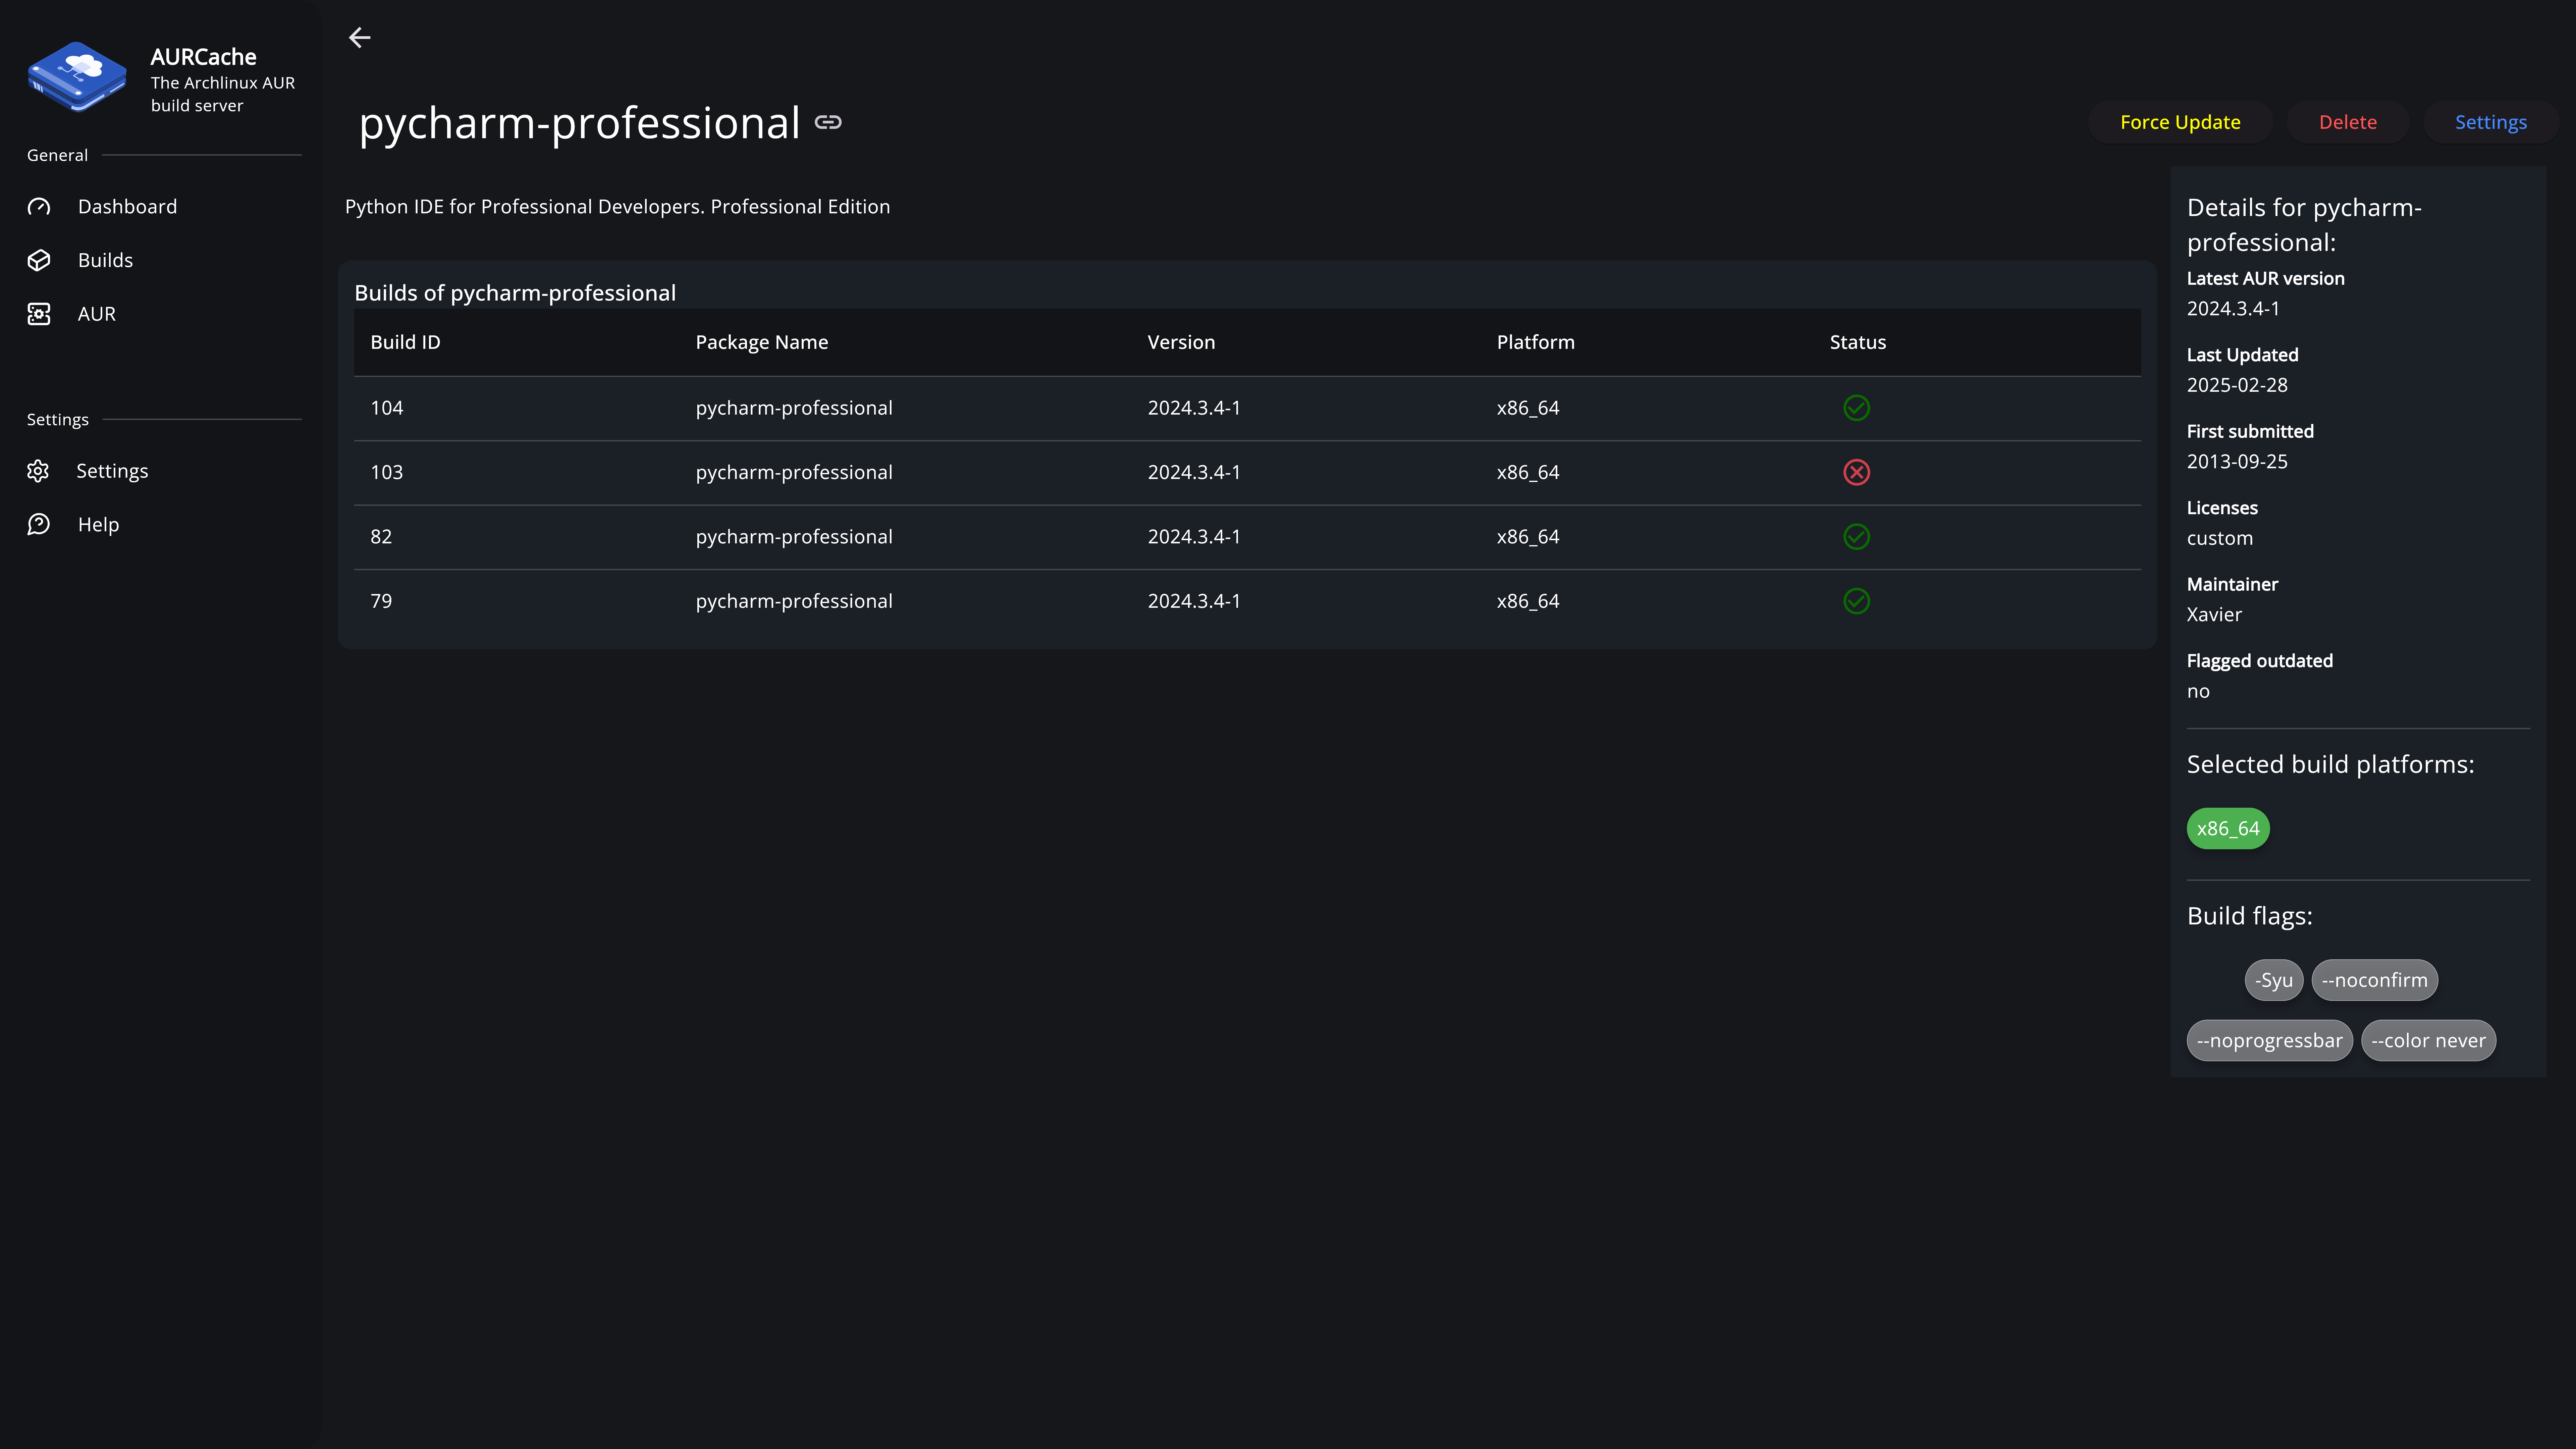 AURCache
The Archlinux AUR
build server
General
Dashboard
Builds
AUR
Settings
Settings
Help
pycharm-professional
Force Update
Delete
Settings
Python IDE for Professional Developers. Professional Edition
Builds of pycharm-professional
Build ID Package Name Version Platform Status
104 pycharm-professional 2024.3.4-1 x86_64
103 pycharm-professional 2024.3.4-1 x86_64
82 pycharm-professional 2024.3.4-1 x86_64
79 pycharm-professional 2024.3.4-1 x86_64
Details for pycharm-
professional:
Latest AUR version
2024.3.4-1
Last Updated
2025-02-28
First submitted
2013-09-25
Licenses
custom
Maintainer
Xavier
Flagged outdated
no
Selected build platforms:
x86_64
Build flags:
-Syu --noconfirm
--noprogressbar --color never